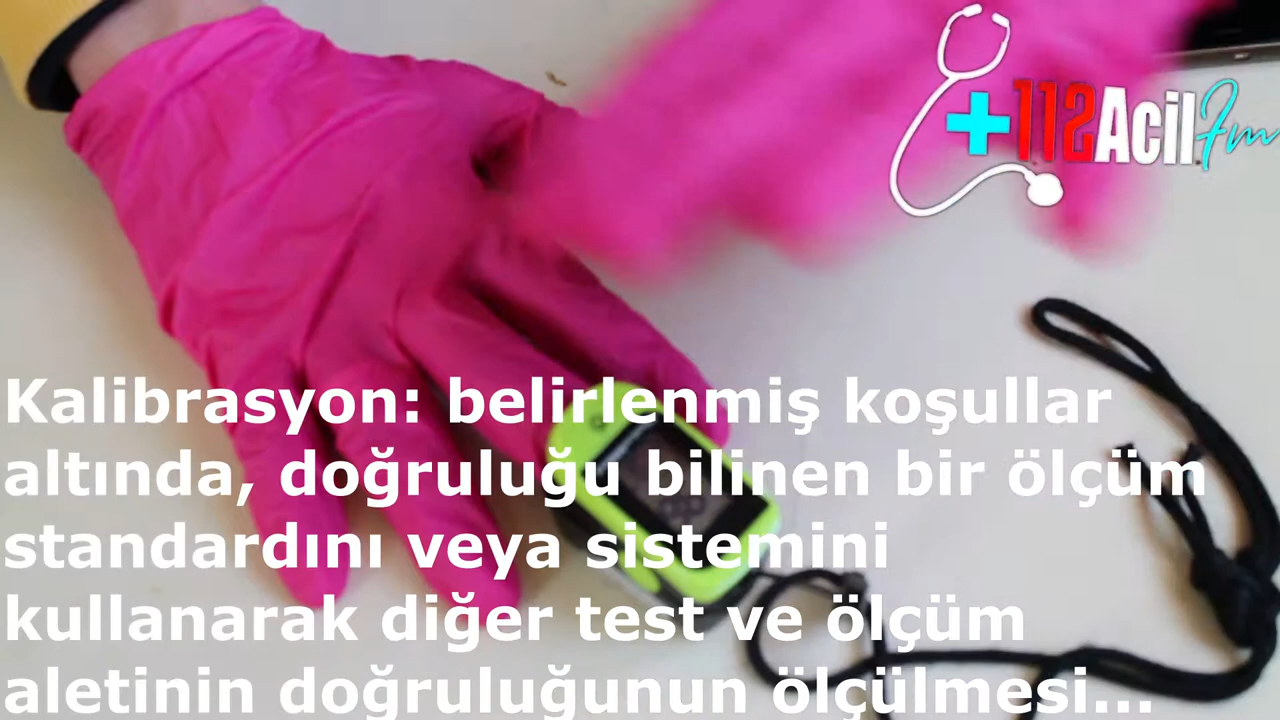 +112Acil Fm
Kalibrasyon: belirlenmiş koşullar
altında, doğruluğu bilinen bir ölçüm
standardını veya sistemini
kullanarak diğer test ve ölçüm
aletinin doğruluğunun ölçülmesi...